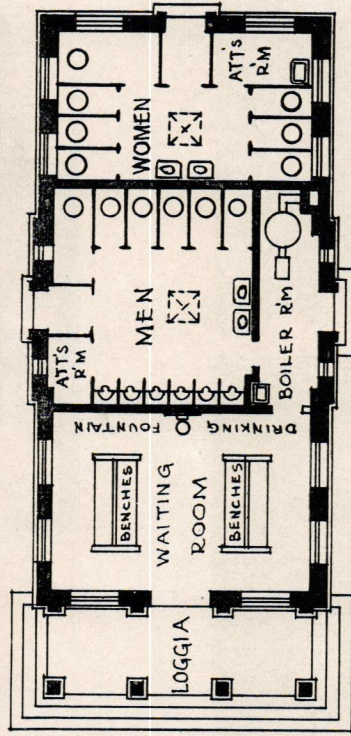 WOMEN
ATT'S
R'M
MEN
ATT'S
R'M
BOILER R'M
DRINKING
FOUNTAIN
BENCHES
WAITING
ROOM
BENCHES
LOGGIA